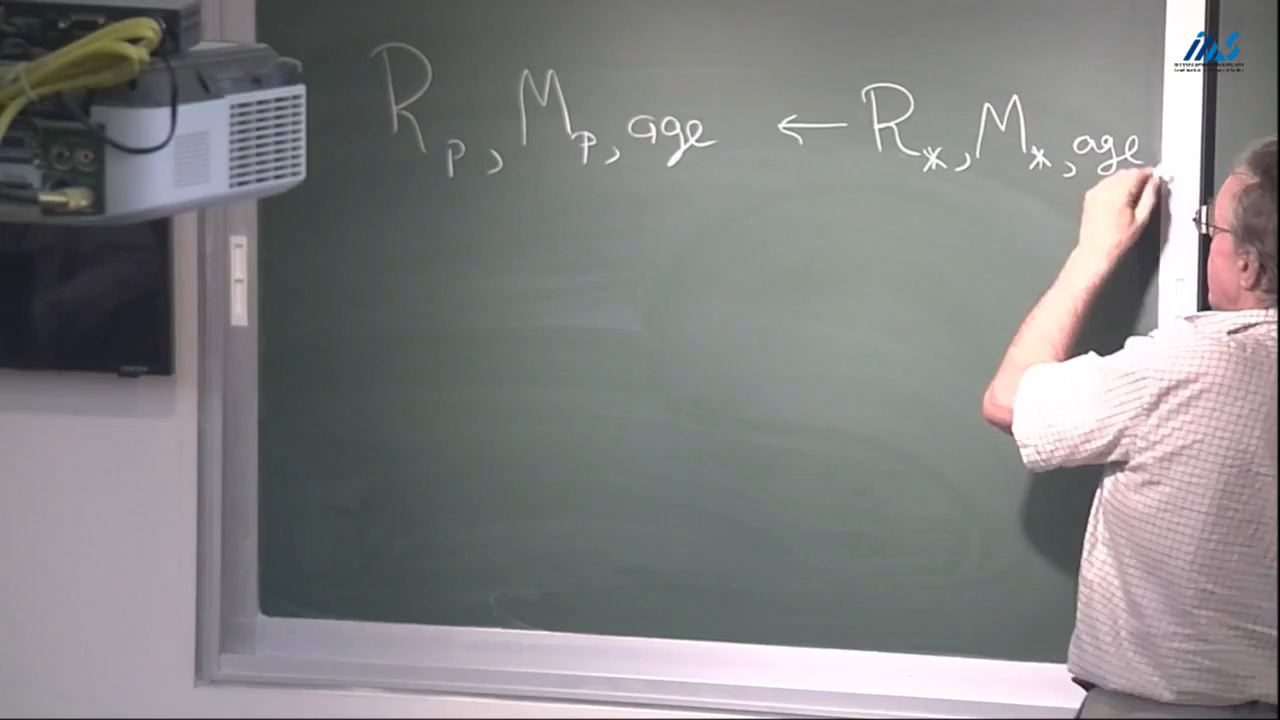 R_p, M_p, age ← R_*, M_*, age